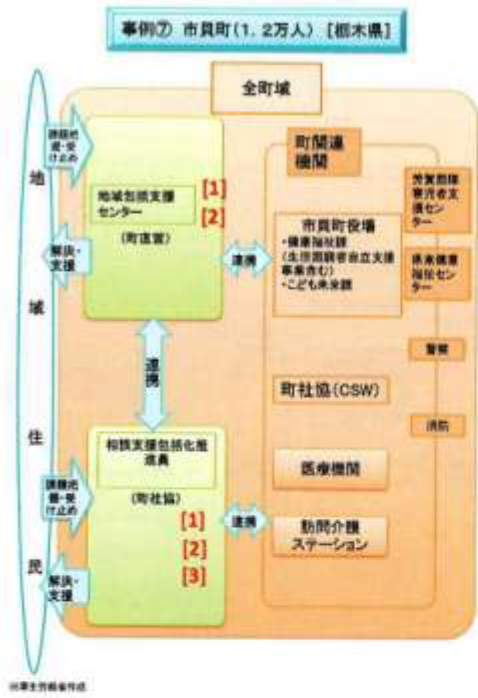 事例⑦ 市貝町(1.2万人) [栃木県]
全町域
地域住民
課題把
握・受
け止め
解決・
支援
地域包括支援
センター
(町直営)
[1]
[2]
連携
連携
町関連
機関
市貝町役場
・健康福祉課
(生活困窮者自立支援
事業含む)
・こども未来課
芳賀郡障
害児者支
援セン
ター
県東健康
福祉セン
ター
警察
消防
町社協(CSW)
医療機関
訪問介護
ステーション
課題把
握・受
け止め
解決・
支援
相談支援包括化推
進員
(町社協)
[1]
[2]
[3]
連携
※厚生労働省作成